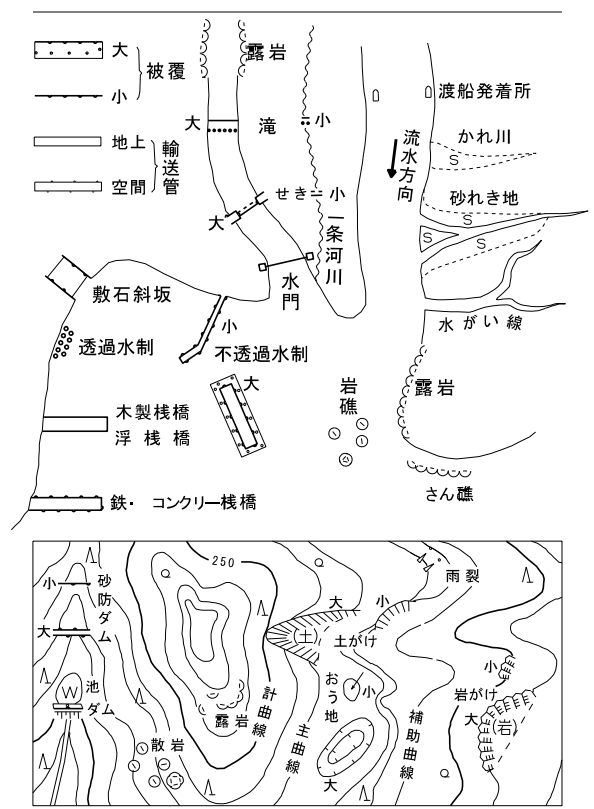 大
被覆
小
地上
輸送管
空間
露岩
大
滝
小
せき
小
大
一条河川
水門
渡船発着所
流水方向
かれ川
S
砂れき地
S
S
S
水がい線
露岩
さん礁
敷石斜坂
透過水制
小
不透過水制
大
岩礁
木製桟橋
浮桟橋
鉄・コンクリー桟橋
250
小
砂防ダム
大
池
W
ダム
散岩
露岩
計曲線
主曲線
大
小
土
土がけ
おう地
小
大
補助曲線
雨裂
小
岩がけ
大
(岩)